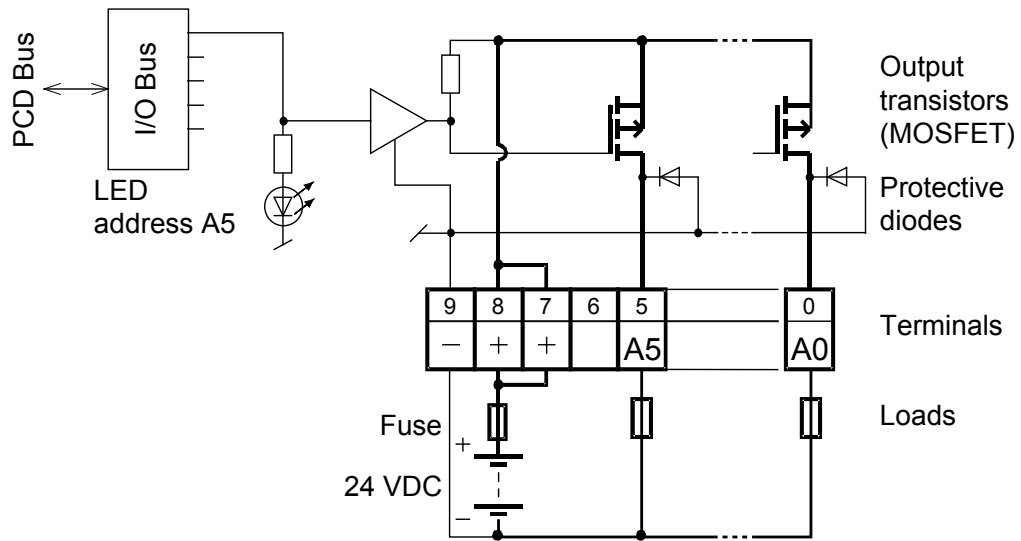 PCD Bus
I/O Bus
LED
address A5
Output
transistors
(MOSFET)
Protective
diodes
9 8 7 6 5 0
– + + A5 A0
Terminals
Fuse
Loads
+
24 VDC
–